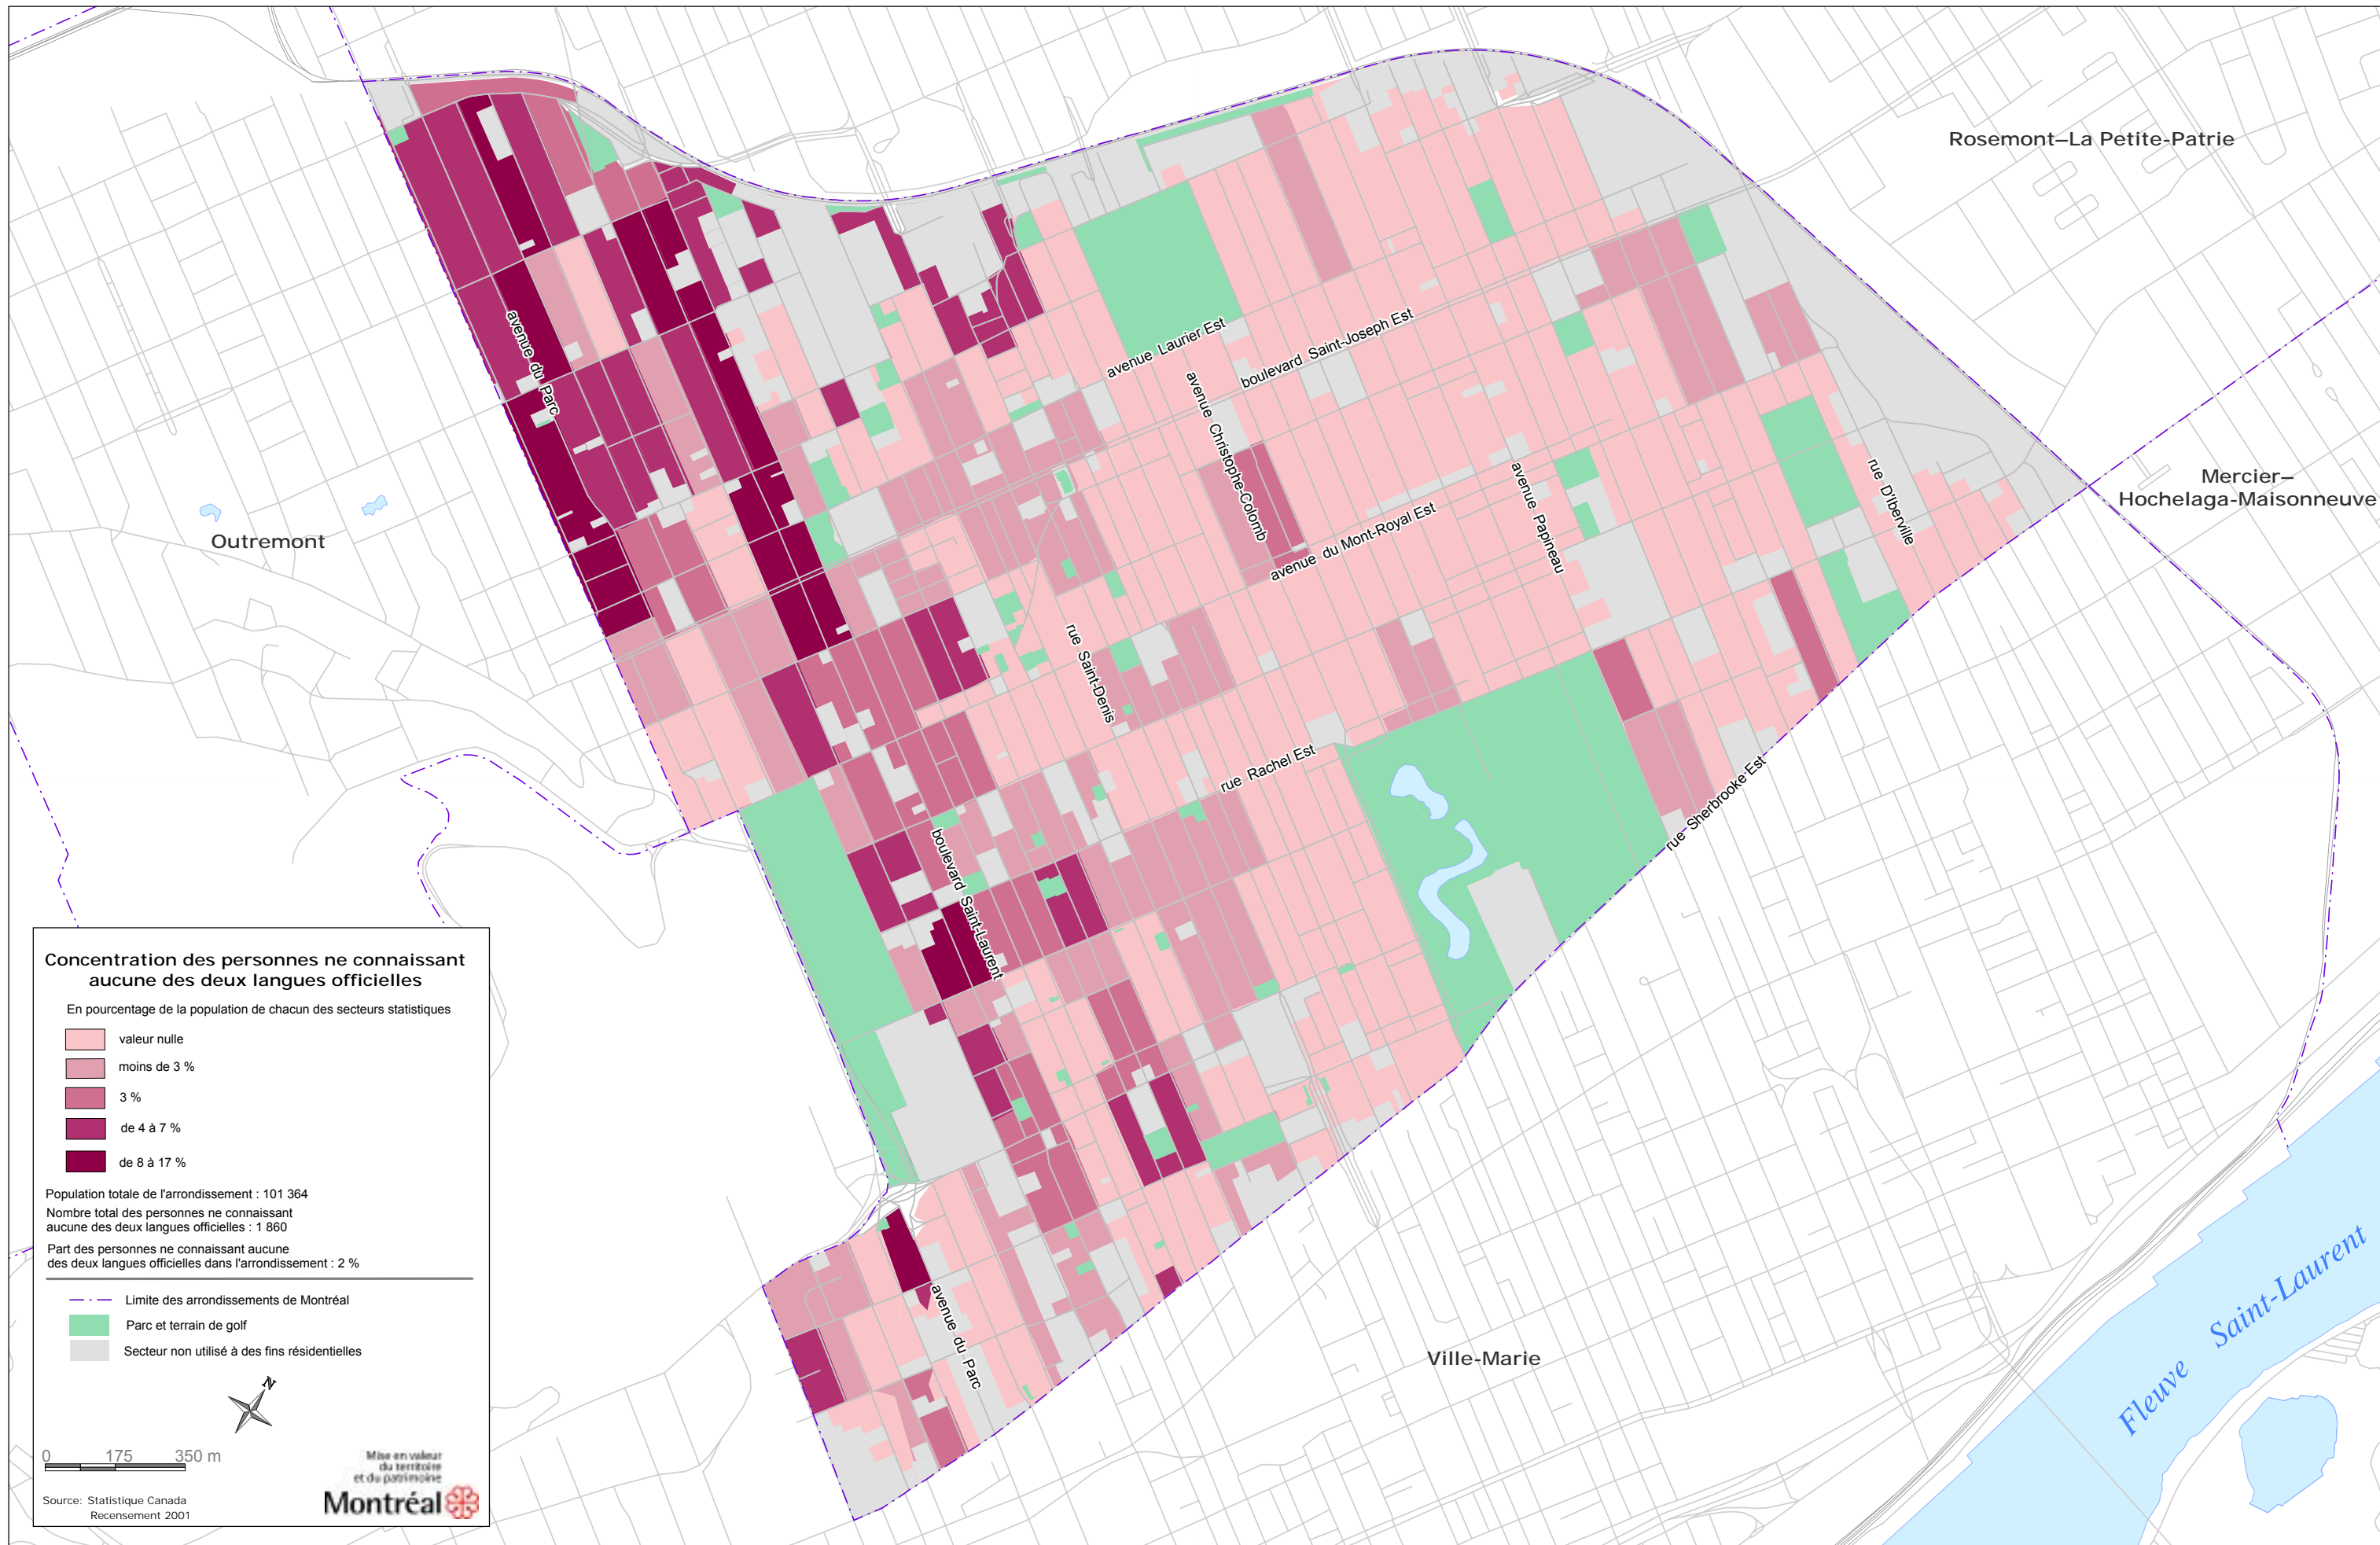 Rosemont–La Petite-Patrie
Mercier–
Hochelaga-Maisonneuve
Outremont
Ville-Marie
Fleuve Saint-Laurent
avenue du Parc
avenue Laurier Est
boulevard Saint-Joseph Est
avenue Christophe-Colomb
avenue du Mont-Royal Est
avenue Papineau
rue D'Iberville
rue Saint-Denis
rue Rachel Est
rue Sherbrooke Est
boulevard Saint-Laurent
avenue du Parc
Concentration des personnes ne connaissant
aucune des deux langues officielles
En pourcentage de la population de chacun des secteurs statistiques
valeur nulle
moins de 3 %
3 %
de 4 à 7 %
de 8 à 17 %
Population totale de l'arrondissement : 101 364
Nombre total des personnes ne connaissant
aucune des deux langues officielles : 1 860
Part des personnes ne connaissant aucune
des deux langues officielles dans l'arrondissement : 2 %
Limite des arrondissements de Montréal
Parc et terrain de golf
Secteur non utilisé à des fins résidentielles
N
0 175 350 m
Mise en valeur
du territoire
et du patrimoine
Montréal
Source: Statistique Canada
Recensement 2001